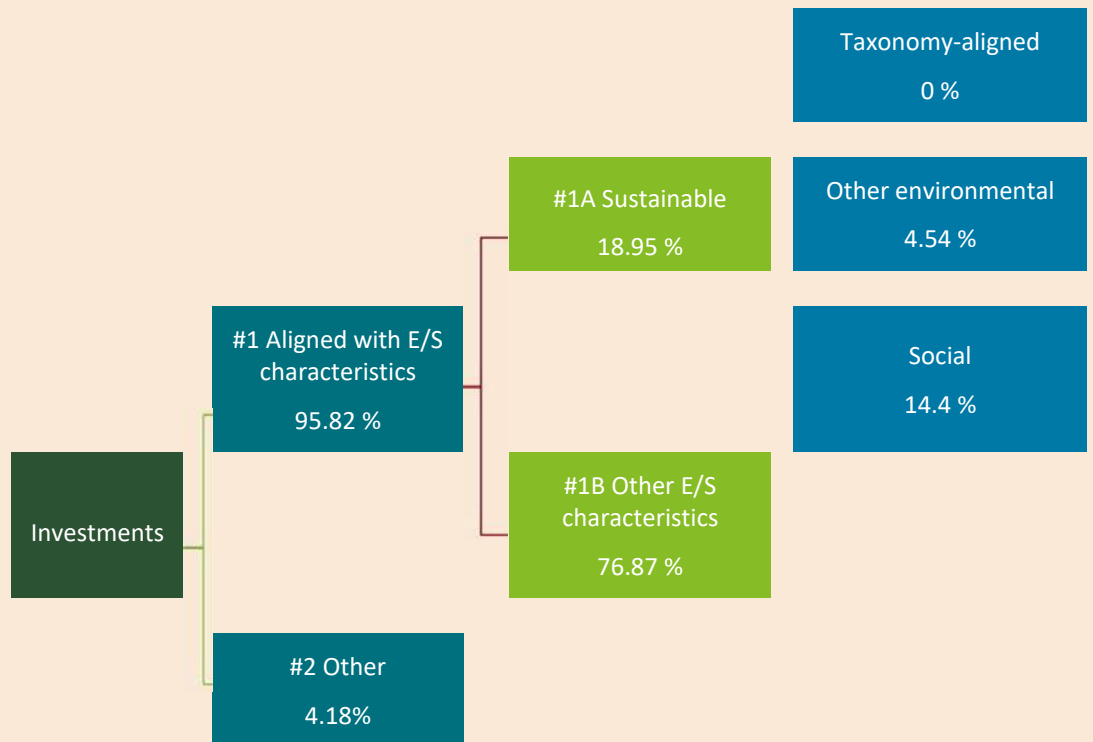 Taxonomy-aligned
0 %
#1A Sustainable
18.95 %
Other environmental
4.54 %
#1 Aligned with E/S
characteristics
95.82 %
Social
14.4 %
Investments
#1B Other E/S
characteristics
76.87 %
#2 Other
4.18%